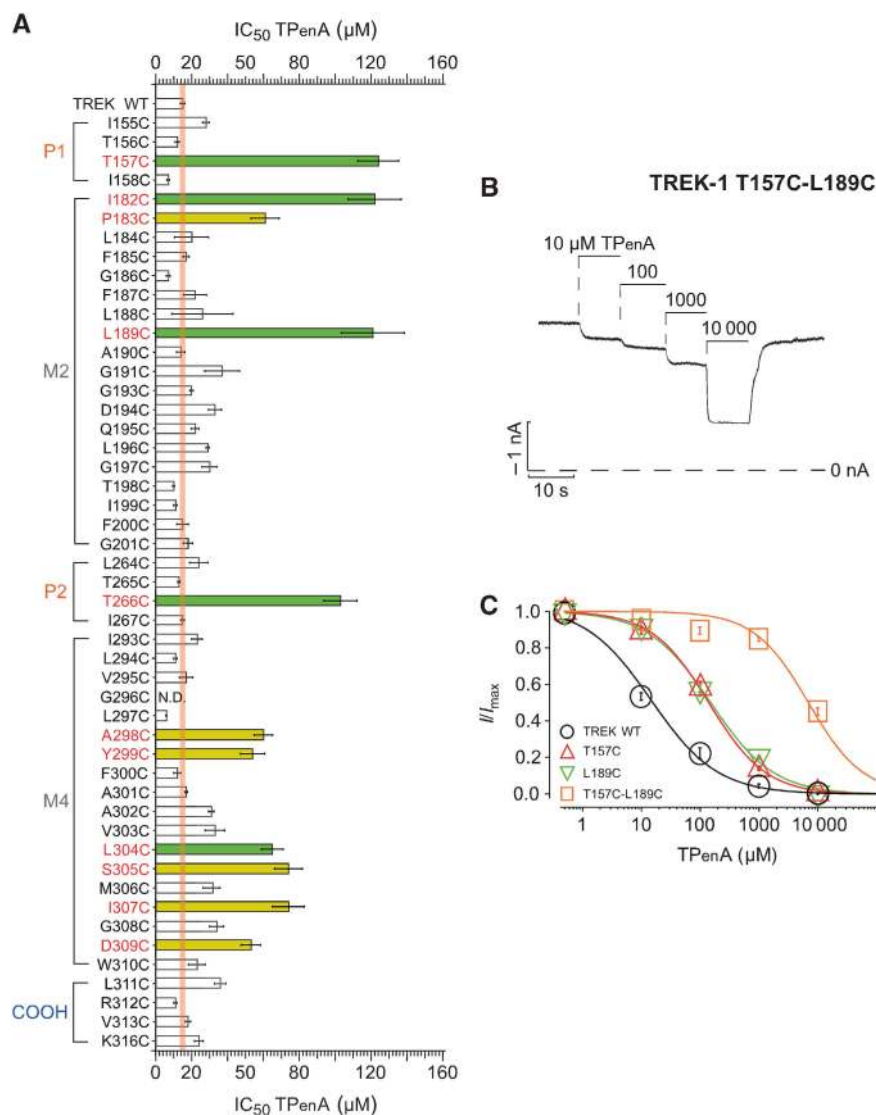 A
IC50 TPenA (µM)
0 40 80 120 160
TREK WT
P1
I155C
T156C
T157C
I158C
M2
I182C
P183C
L184C
F185C
G186C
F187C
L188C
L189C
A190C
G191C
G193C
D194C
Q195C
L196C
G197C
T198C
I199C
F200C
G201C
P2
L264C
T265C
T266C
I267C
M4
I293C
L294C
V295C
G296C N.D.
L297C
A298C
Y299C
F300C
A301C
A302C
V303C
L304C
S305C
M306C
I307C
G308C
D309C
W310C
COOH
L311C
R312C
V313C
K316C
0 20 40 60 80 120 160
IC50 TPenA (µM)
B
TREK-1 T157C-L189C
10 µM TPenA
100
1000
10 000
1 nA
0 nA
10 s
C
1.0
0.8
0.6
0.4
0.2
0.0
I/Imax
TREK WT
T157C
L189C
T157C-L189C
1 10 100 1000 10 000
TPenA (µM)